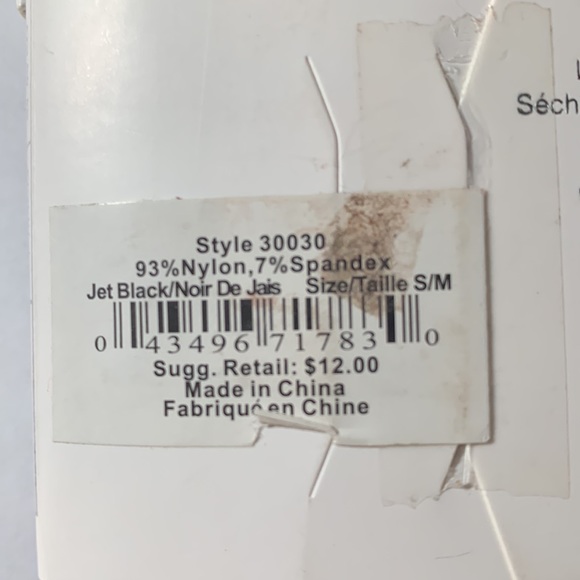 Séch
Style 30030
93%Nylon,7%Spandex
Jet Black/Noir De Jais Size/Taille S/M
0 43496 71783 0
Sugg. Retail: $12.00
Made in China
Fabriqué en Chine